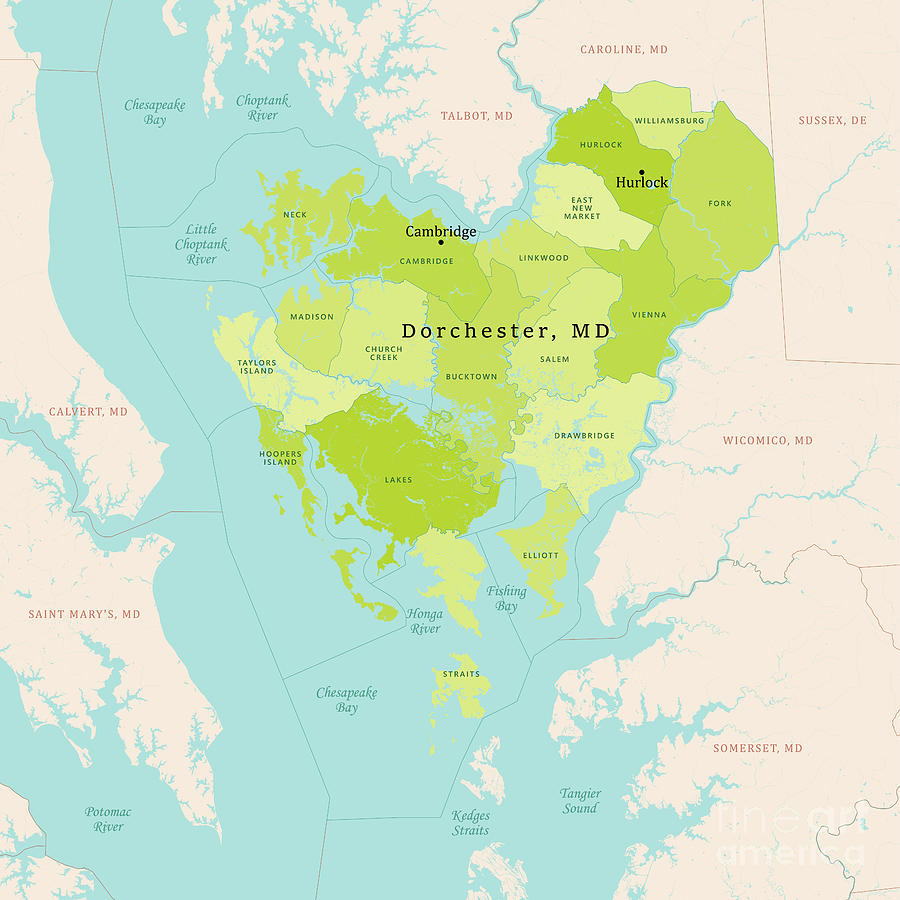 CAROLINE, MD
Chesapeake
Bay
Choptank
River
TALBOT, MD
WILLIAMSBURG
SUSSEX, DE
HURLOCK
Hurlock
EAST
NEW
MARKET
FORK
NECK
Little
Choptank
River
Cambridge
CAMBRIDGE
LINKWOOD
MADISON
VIENNA
Dorchester, MD
CHURCH
CREEK
SALEM
TAYLORS
ISLAND
BUCKTOWN
CALVERT, MD
DRAWBRIDGE
WICOMICO, MD
HOOPERS
ISLAND
LAKES
ELLIOTT
Fishing
Bay
SAINT MARY'S, MD
Honga
River
STRAITS
Chesapeake
Bay
SOMERSET, MD
Tangier
Sound
Potomac
River
Kedges
Straits
fine art
america